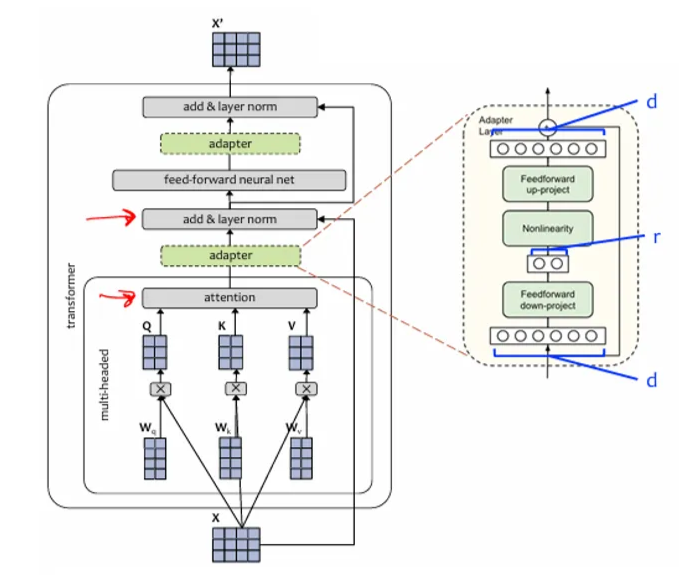 X'
add & layer norm
adapter
feed-forward neural net
add & layer norm
adapter
attention
Q
K
V
W_q
W_k
W_v
X
transformer
multi-headed
Adapter
Layer
Feedforward
up-project
Nonlinearity
Feedforward
down-project
d
r
d